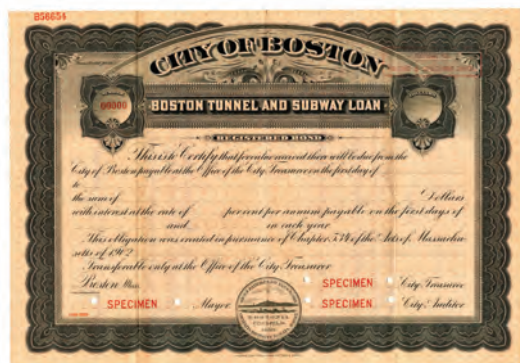 B56654
CITY OF BOSTON
00000
BOSTON TUNNEL AND SUBWAY LOAN
REGISTERED BOND
This is to Certify that for value received there will be due from the
City of Boston payable at the Office of the City Treasurer on the first day of
to
the sum of Dollars
with interest at the rate of per cent per annum payable on the first days of
and in each year
This obligation was created in pursuance of Chapter 534 of the Acts of Massachu-
setts of 1902
Transferable only at the Office of the City Treasurer
Boston Mass. SPECIMEN City Treasurer
SPECIMEN Mayor SPECIMEN City Auditor
BOSTONIA
CONDITA A.D.